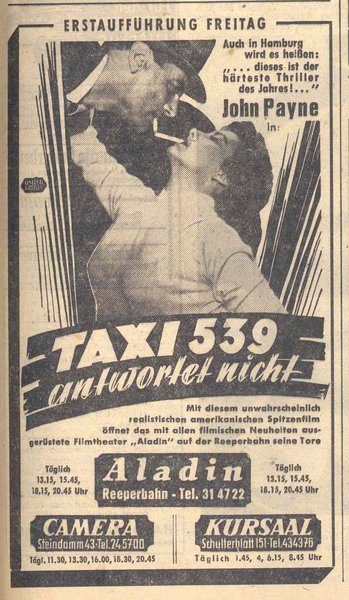 ERSTAUFFÜHRUNG FREITAG
Auch in Hamburg
wird es heißen:
„... dieses ist der
härteste Thriller
des Jahres!..."
John Payne
in:
UNITED
ARTISTS
TAXI 539
antwortet nicht
Mit diesem unwahrscheinlich
realistischen amerikanischen Spitzenfilm
öffnet das mit allen filmischen Neuheiten aus-
gerüstete Filmtheater „Aladin" auf der Reeperbahn seine Tore
Täglich
13.15, 15.45,
18.15, 20.45 Uhr
Aladin
Reeperbahn - Tel. 31 47 22
Täglich
13.15, 15.45,
18.15, 20.45 Uhr
CAMERA
Steindamm 43·Tel. 24 57 00
Tägl. 11.30, 13.30, 16.00, 18.30, 20.45
KURSAAL
Schulterblatt 151·Tel. 43 43 76
Täglich 1.45, 4, 6.15, 8.45 Uhr